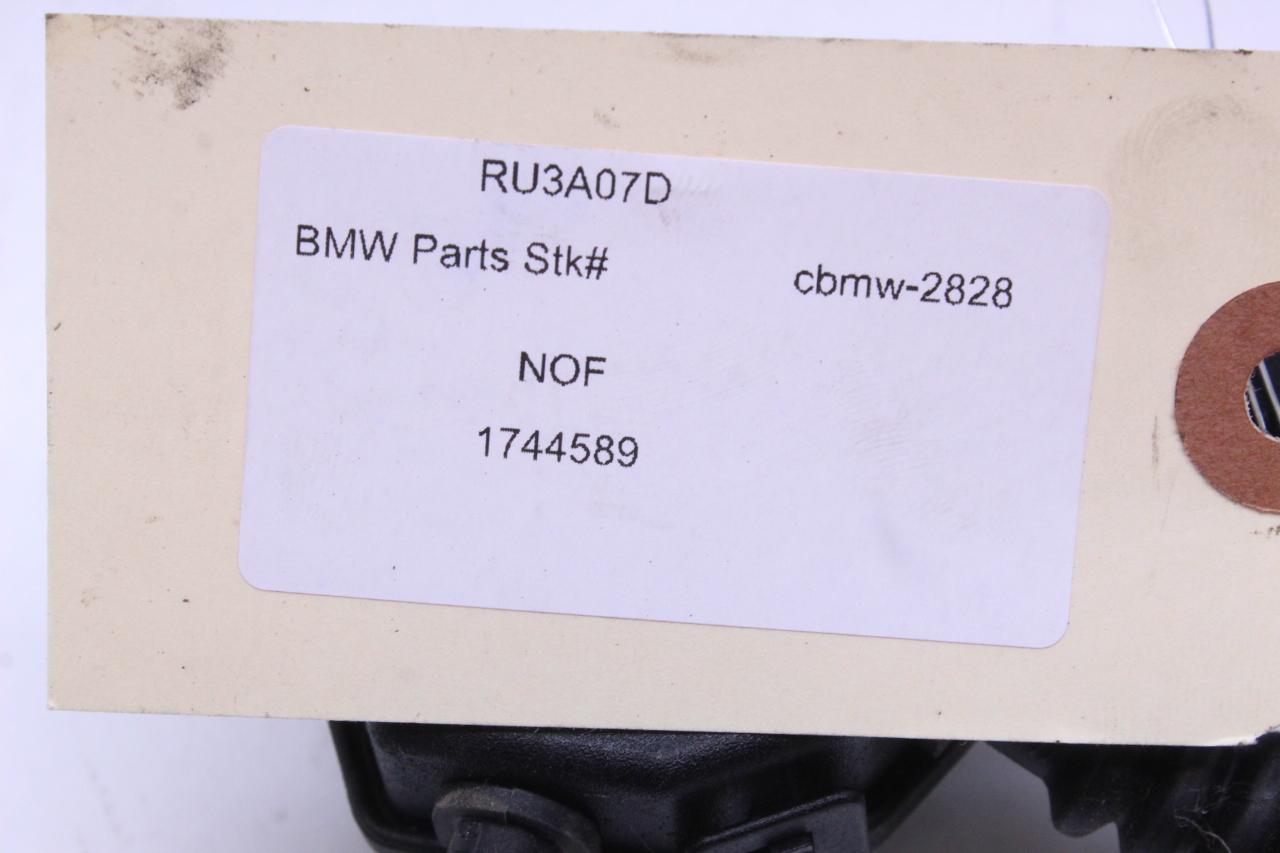 RU3A07D
BMW Parts Stk# cbmw-2828
NOF
1744589